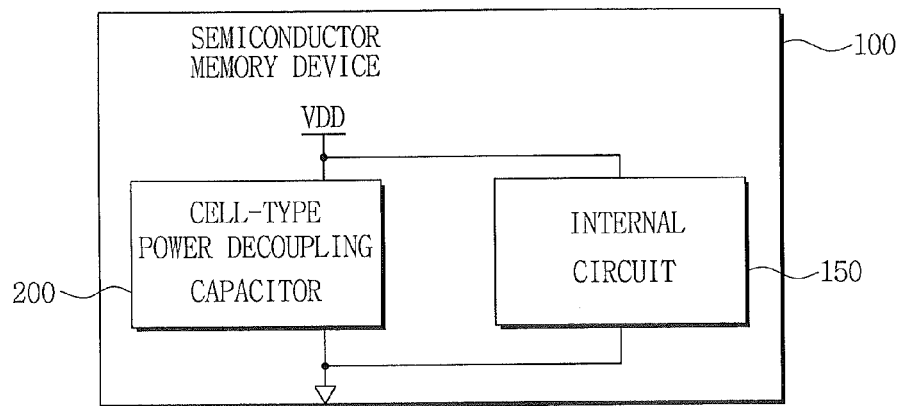 SEMICONDUCTOR
MEMORY DEVICE
100
VDD
CELL-TYPE
POWER DECOUPLING
CAPACITOR
200
INTERNAL
CIRCUIT
150